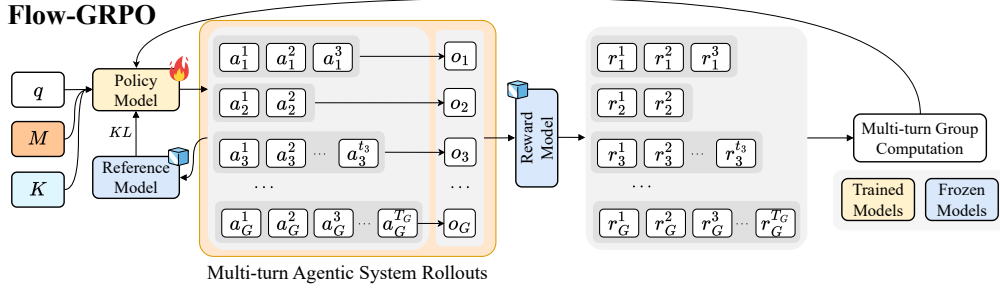 Flow-GRPO
q
M
K
Policy
Model
KL
Reference
Model
a_1^1 a_1^2 a_1^3 o_1
a_2^1 a_2^2 o_2
a_3^1 a_3^2 ... a_3^{t_3} o_3
... ...
a_G^1 a_G^2 a_G^3 ... a_G^{T_G} o_G
Multi-turn Agentic System Rollouts
Reward
Model
r_1^1 r_1^2 r_1^3
r_2^1 r_2^2
r_3^1 r_3^2 ... r_3^{t_3}
...
r_G^1 r_G^2 r_G^3 ... r_G^{T_G}
Multi-turn Group
Computation
Trained
Models
Frozen
Models